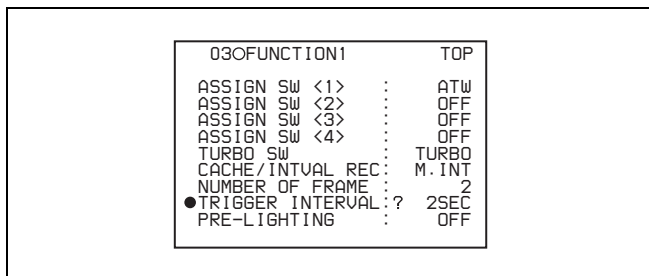 03○FUNCTION1 TOP
ASSIGN SW <1> : ATW
ASSIGN SW <2> : OFF
ASSIGN SW <3> : OFF
ASSIGN SW <4> : OFF
TURBO SW : TURBO
CACHE/INTVAL REC: M.INT
NUMBER OF FRAME : 2
●TRIGGER INTERVAL:? 2SEC
PRE-LIGHTING : OFF